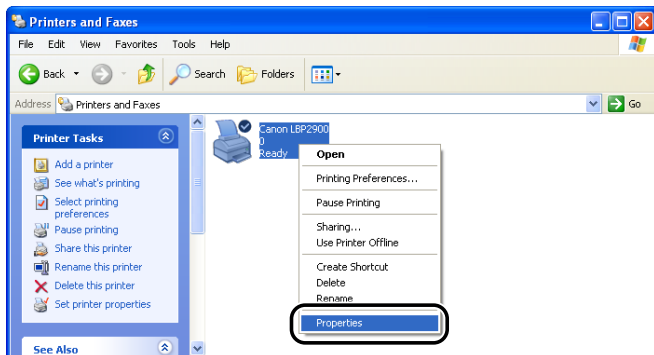 Printers and Faxes
File Edit View Favorites Tools Help
Back Search Folders
Address Printers and Faxes Go
Printer Tasks
Add a printer
See what's printing
Select printing
preferences
Pause printing
Share this printer
Rename this printer
Delete this printer
Set printer properties
See Also
Canon LBP2900
0
Ready
Open
Printing Preferences...
Pause Printing
Sharing...
Use Printer Offline
Create Shortcut
Delete
Rename
Properties